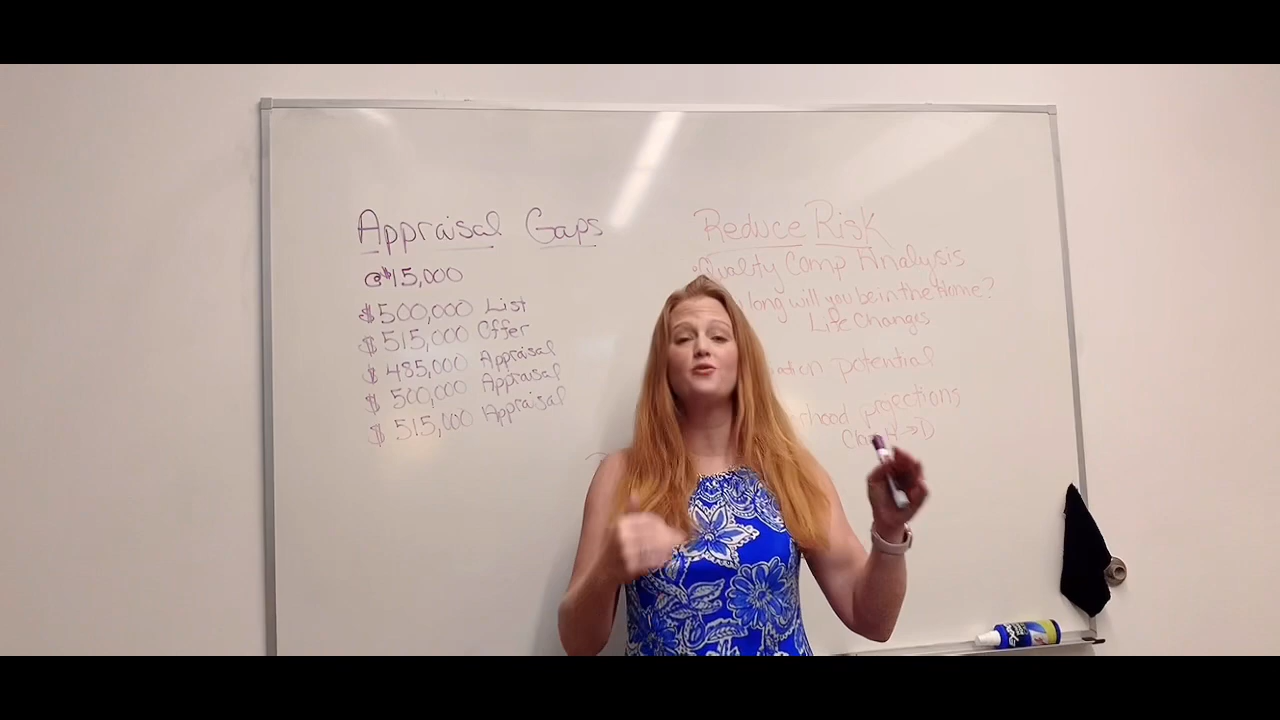 Appraisal Gaps
$15,000
$500,000 List
$515,000 Offer
$485,000 Appraisal
$500,000 Appraisal
$515,000 Appraisal
Reduce Risk
Quality Comp Analysis
long will you be in the Home?
Life Changes
potential
projections